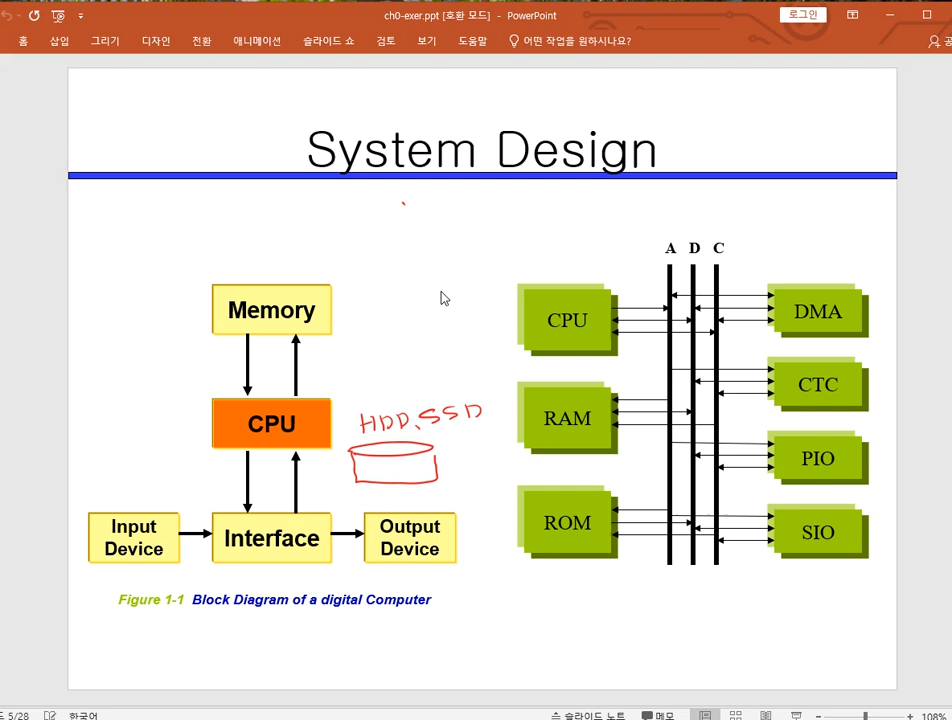 ch0-exer.ppt [호환 모드] - PowerPoint
로그인
홈 삽입 그리기 디자인 전환 애니메이션 슬라이드 쇼 검토 보기 도움말 어떤 작업을 원하시나요?
System Design
A D C
Memory
CPU
HDD, SSD
Input
Device
Interface
Output
Device
Figure 1-1 Block Diagram of a digital Computer
CPU
RAM
ROM
DMA
CTC
PIO
SIO
5/28 한국어 슬라이드 노트 메모 108%